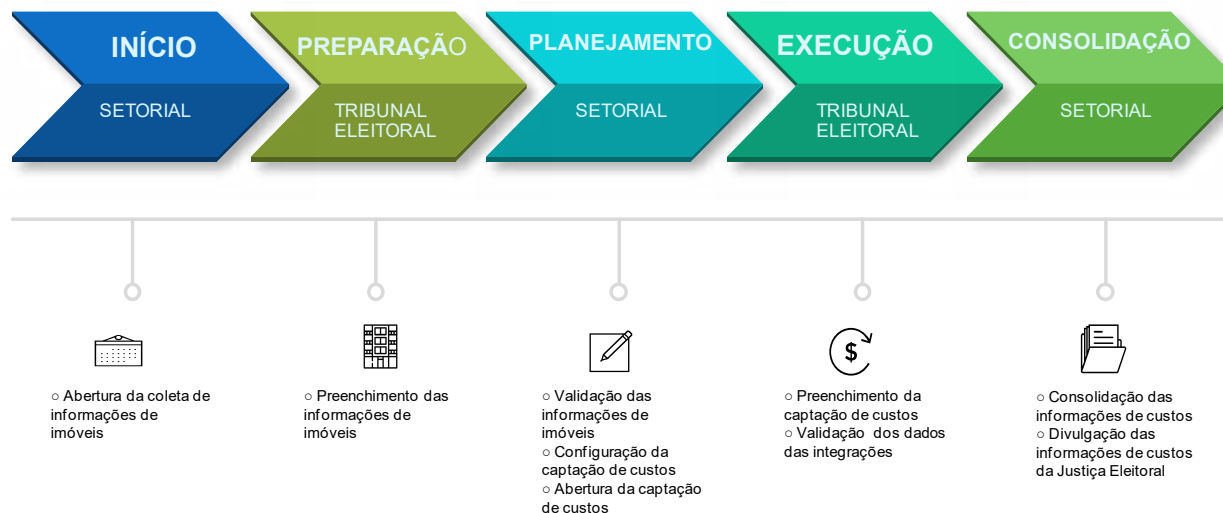 INÍCIO
SETORIAL
PREPARAÇÃO
TRIBUNAL
ELEITORAL
PLANEJAMENTO
SETORIAL
EXECUÇÃO
TRIBUNAL
ELEITORAL
CONSOLIDAÇÃO
SETORIAL
○ Abertura da coleta de
informações de
imóveis
○ Preenchimento das
informações de
imóveis
○ Validação das
informações de
imóveis
○ Configuração da
captação de custos
○ Abertura da captação
de custos
$
○ Preenchimento da
captação de custos
○ Validação dos dados
das integrações
○ Consolidação das
informações de custos
○ Divulgação das
informações de custos
da Justiça Eleitoral